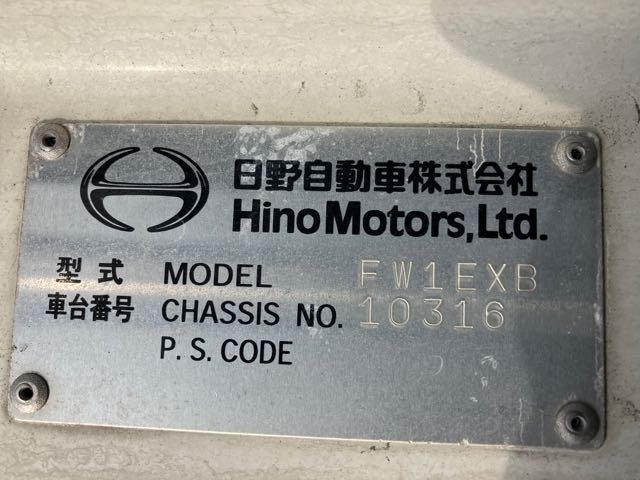 日野自動車株式会社
Hino Motors, Ltd.
型式 MODEL FW1EXB
車台番号 CHASSIS NO. 10316
P. S. CODE